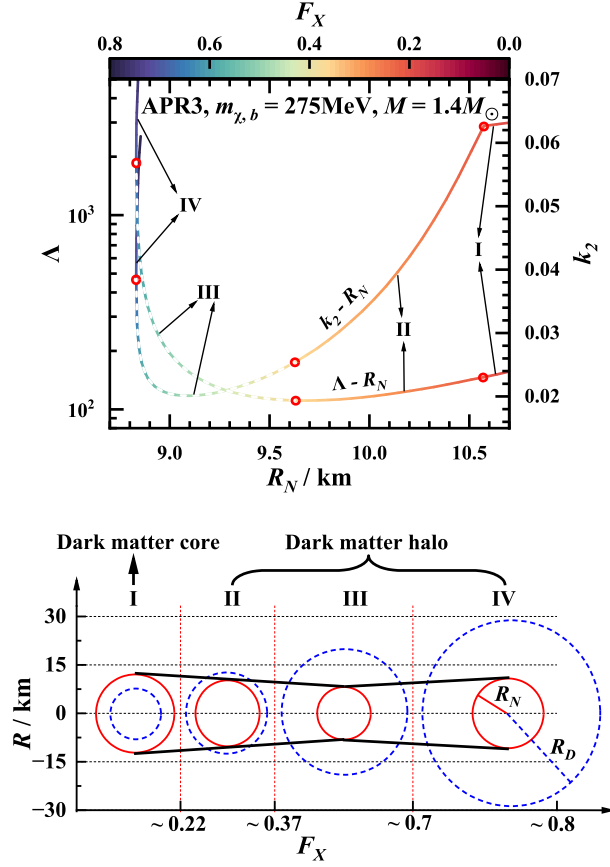 F_X
0.8 0.6 0.4 0.2 0.0
APR3, m_{χ, b} = 275MeV, M = 1.4M_⊙
0.07
0.06
0.05
0.04
0.03
0.02
k_2
10^3
10^2
Λ
IV
III
I
II
k_2 - R_N
Λ - R_N
9.0 9.5 10.0 10.5
R_N / km
Dark matter core Dark matter halo
I II III IV
30
15
0
−15
−30
R / km
R_N
R_D
~ 0.22 ~ 0.37 ~ 0.7 ~ 0.8
F_X